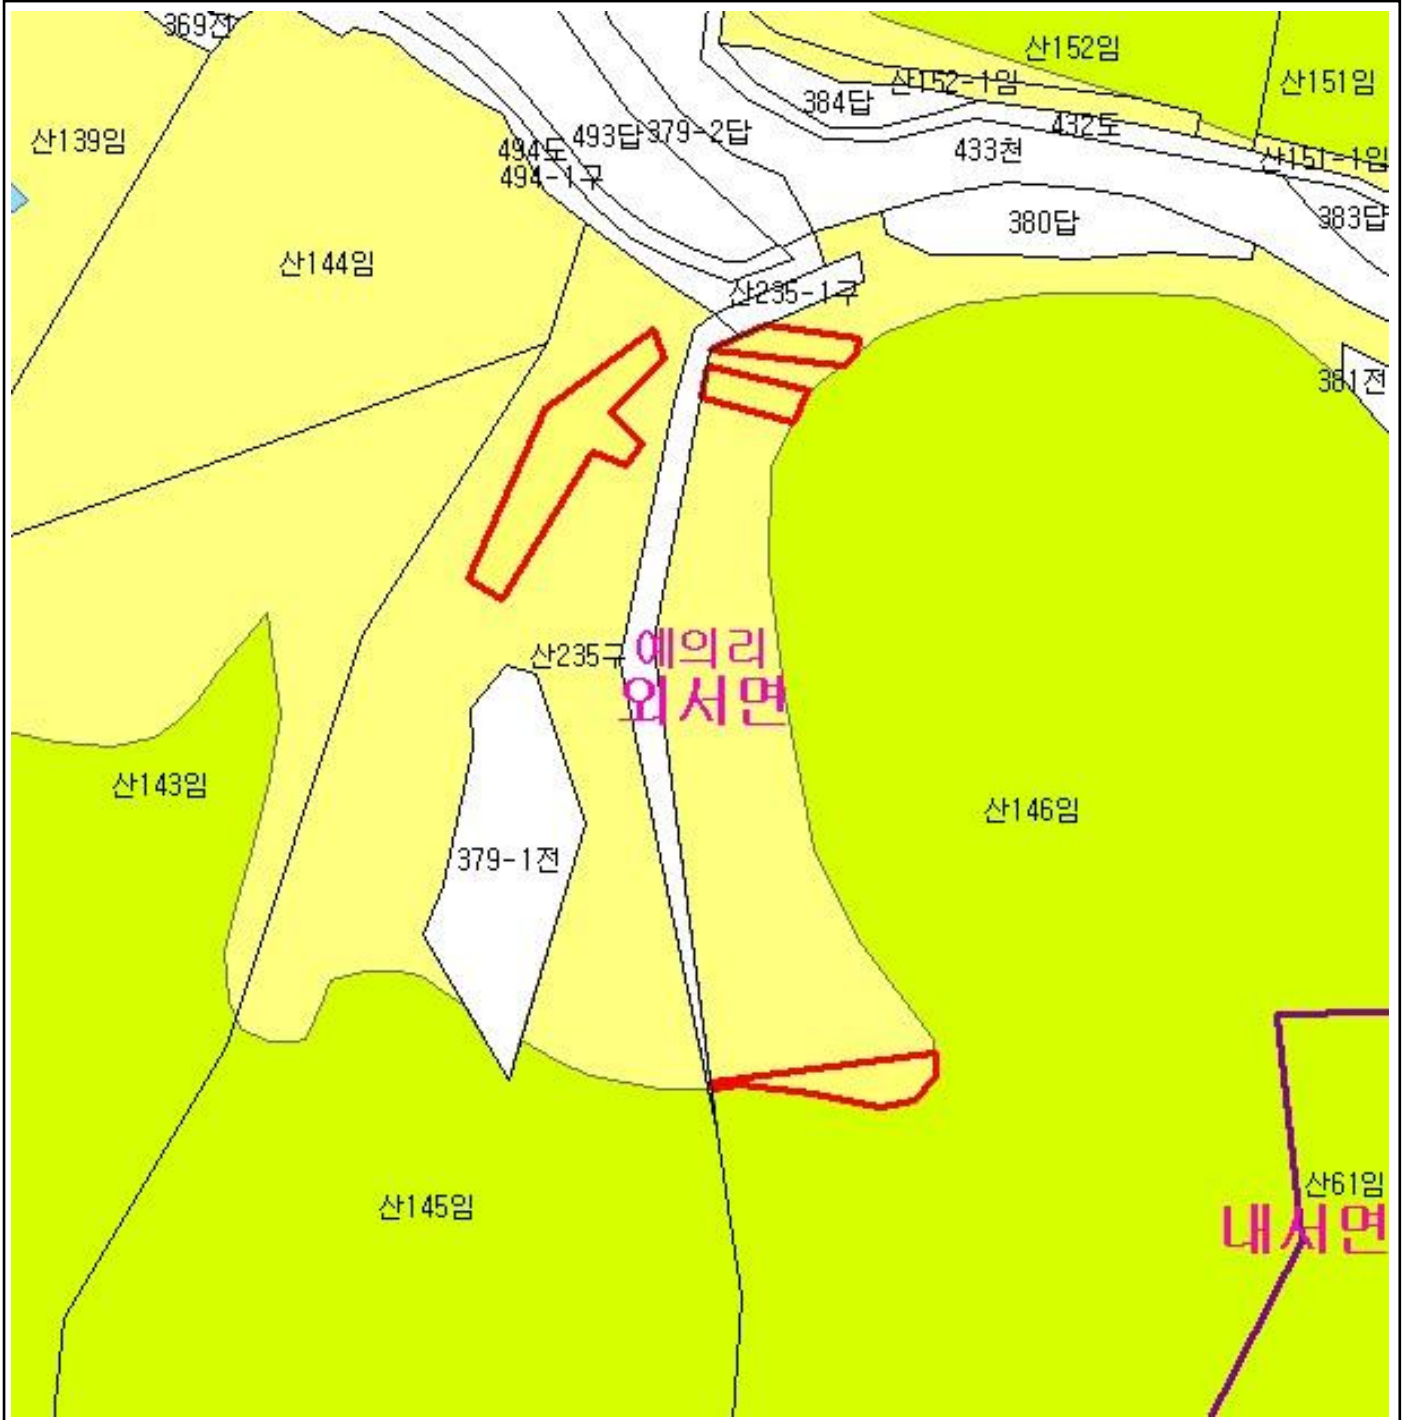 369전
산152임
산151임
산152-1임
384답
432도
산139임
493답
379-2답
494도
433천
산151-1임
494-1구
380답
383답
산144임
산235-1구
381전
예의리
산235구
외서면
산143임
산146임
379-1전
산61임
산145임
내서면